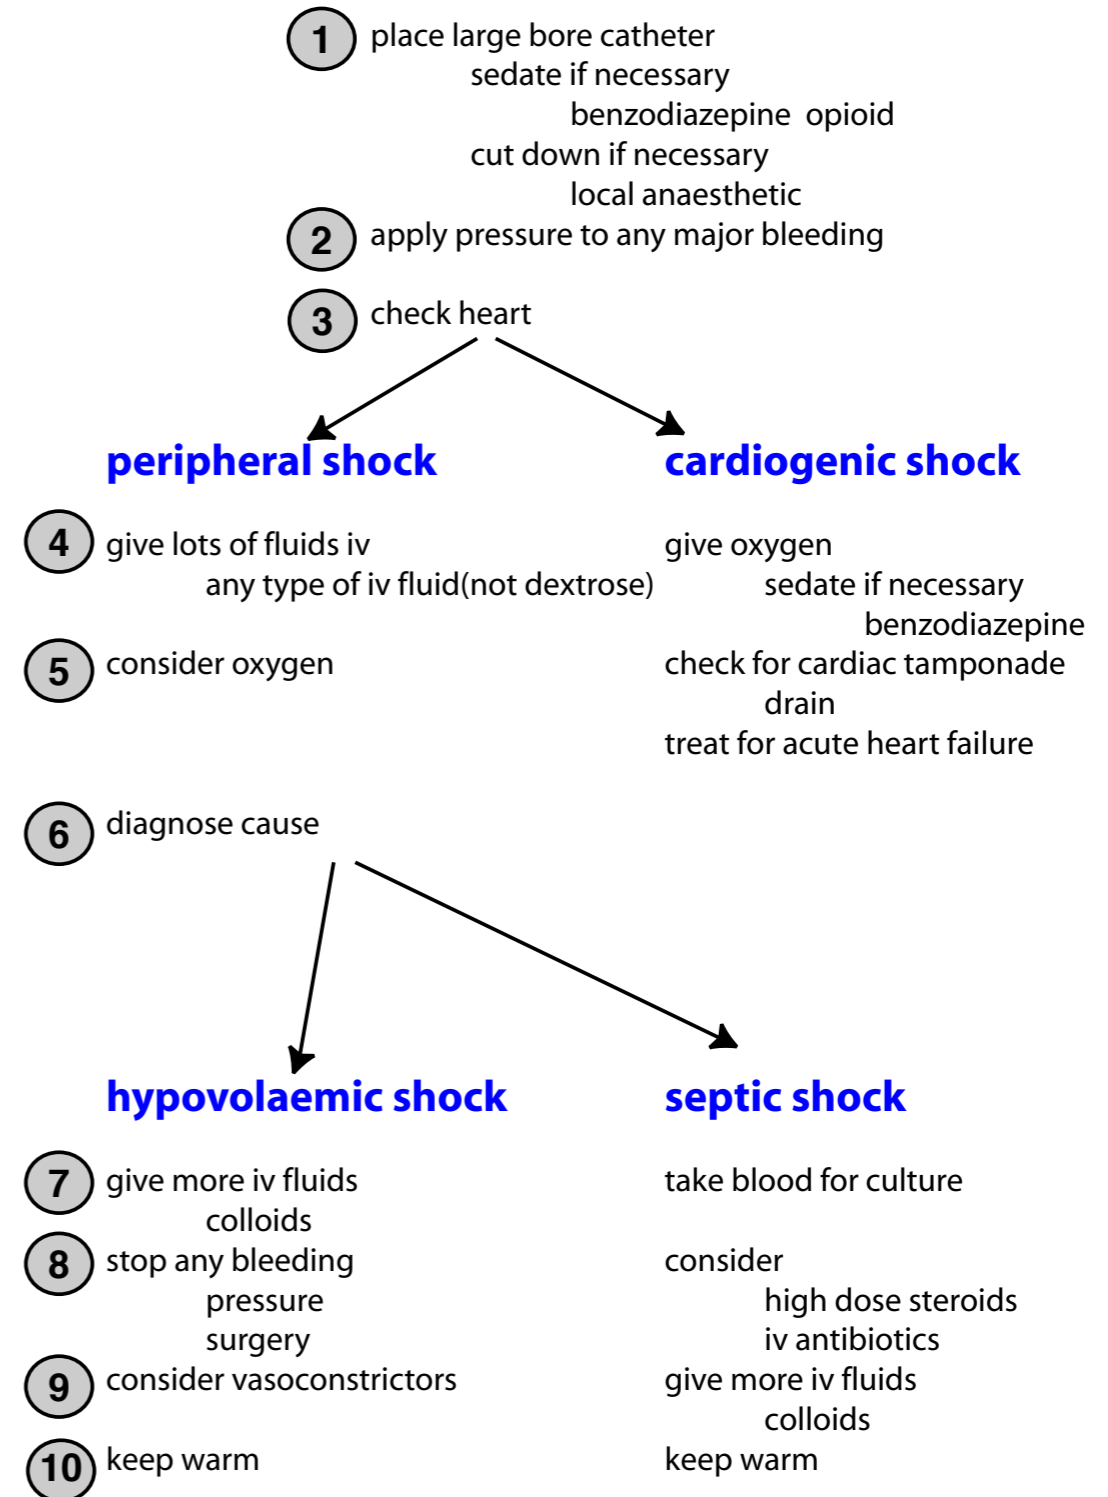 1 place large bore catheter
sedate if necessary
benzodiazepine opioid
cut down if necessary
local anaesthetic
2 apply pressure to any major bleeding
3 check heart
peripheral shock
cardiogenic shock
4 give lots of fluids iv
any type of iv fluid(not dextrose)
5 consider oxygen
give oxygen
sedate if necessary
benzodiazepine
check for cardiac tamponade
drain
treat for acute heart failure
6 diagnose cause
hypovolaemic shock
septic shock
7 give more iv fluids
colloids
8 stop any bleeding
pressure
surgery
9 consider vasoconstrictors
10 keep warm
take blood for culture
consider
high dose steroids
iv antibiotics
give more iv fluids
colloids
keep warm